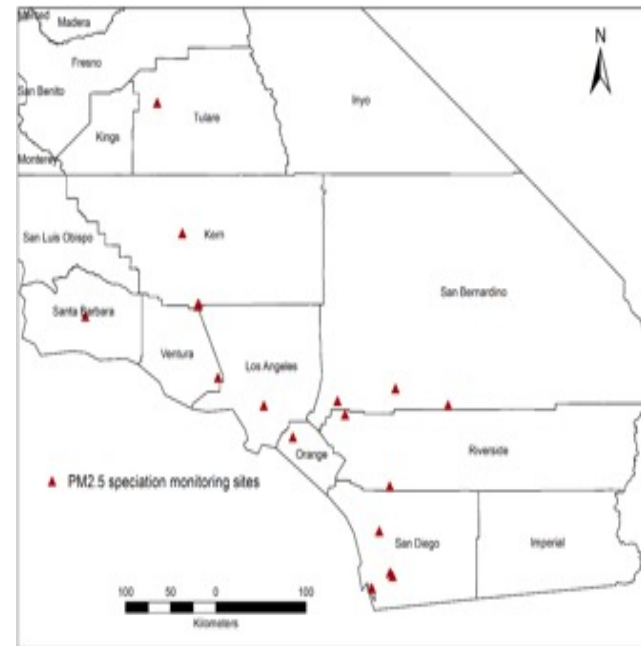 Merced
Madera
N
Fresno
San Benito
Inyo
Tulare
Kings
Monterey
San Luis Obispo
Kern
San Bernardino
Santa Barbara
Ventura
Los Angeles
Orange
Riverside
PM2.5 speciation monitoring sites
San Diego
Imperial
100 50 0 100
Kilometers